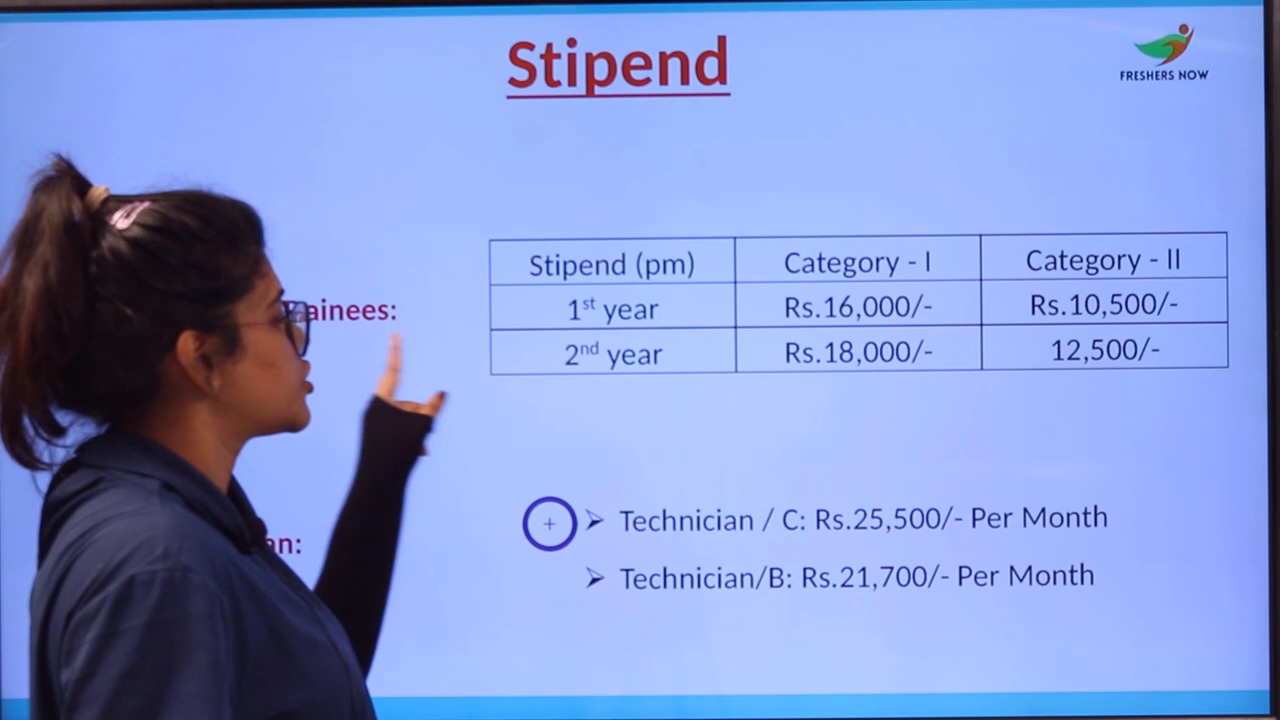 Stipend
FRESHERS NOW
Stipend (pm) Category - I Category - II
1st year Rs.16,000/- Rs.10,500/-
2nd year Rs.18,000/- 12,500/-
➢ Technician / C: Rs.25,500/- Per Month
➢ Technician/B: Rs.21,700/- Per Month